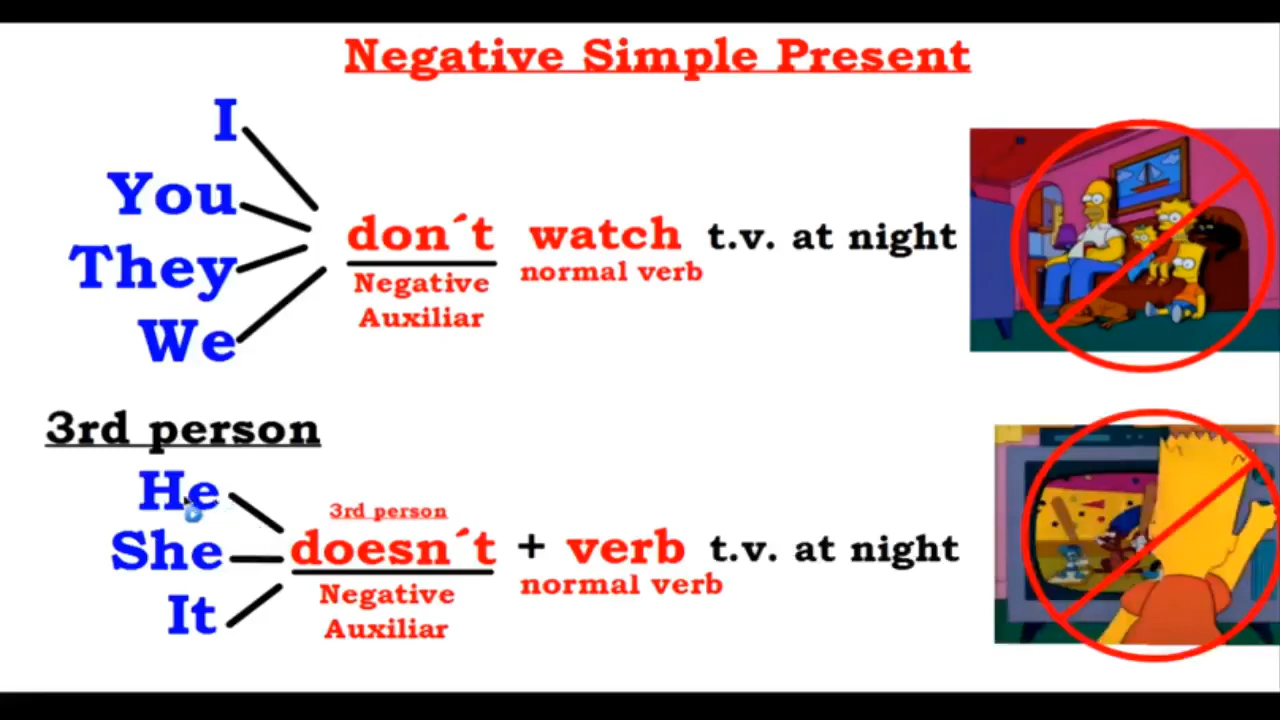 Negative Simple Present
I
You
They
We
don´t watch t.v. at night
Negative normal verb
Auxiliar
3rd person
He
She
It
3rd person
doesn´t + verb t.v. at night
Negative normal verb
Auxiliar